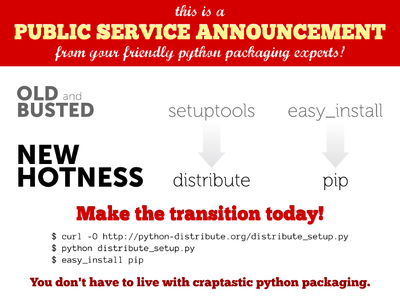 this is a
PUBLIC SERVICE ANNOUNCEMENT
from your friendly python packaging experts!
OLD and
BUSTED
setuptools easy_install
NEW
HOTNESS
distribute pip
Make the transition today!
$ curl -O http://python-distribute.org/distribute_setup.py
$ python distribute_setup.py
$ easy_install pip
You don't have to live with craptastic python packaging.